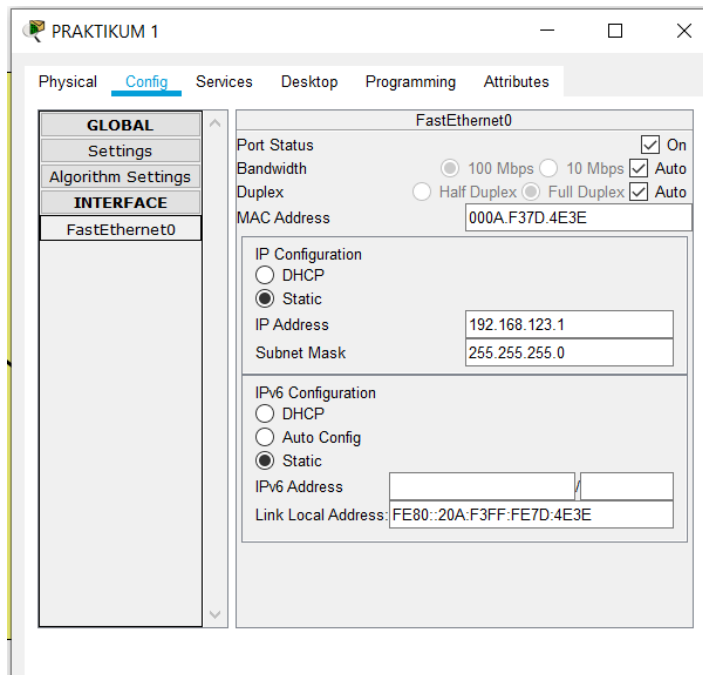 PRAKTIKUM 1
Physical Config Services Desktop Programming Attributes
GLOBAL
Settings
Algorithm Settings
INTERFACE
FastEthernet0
FastEthernet0
Port Status On
Bandwidth 100 Mbps 10 Mbps Auto
Duplex Half Duplex Full Duplex Auto
MAC Address 000A.F37D.4E3E
IP Configuration
DHCP
Static
IP Address 192.168.123.1
Subnet Mask 255.255.255.0
IPv6 Configuration
DHCP
Auto Config
Static
IPv6 Address /
Link Local Address: FE80::20A:F3FF:FE7D:4E3E